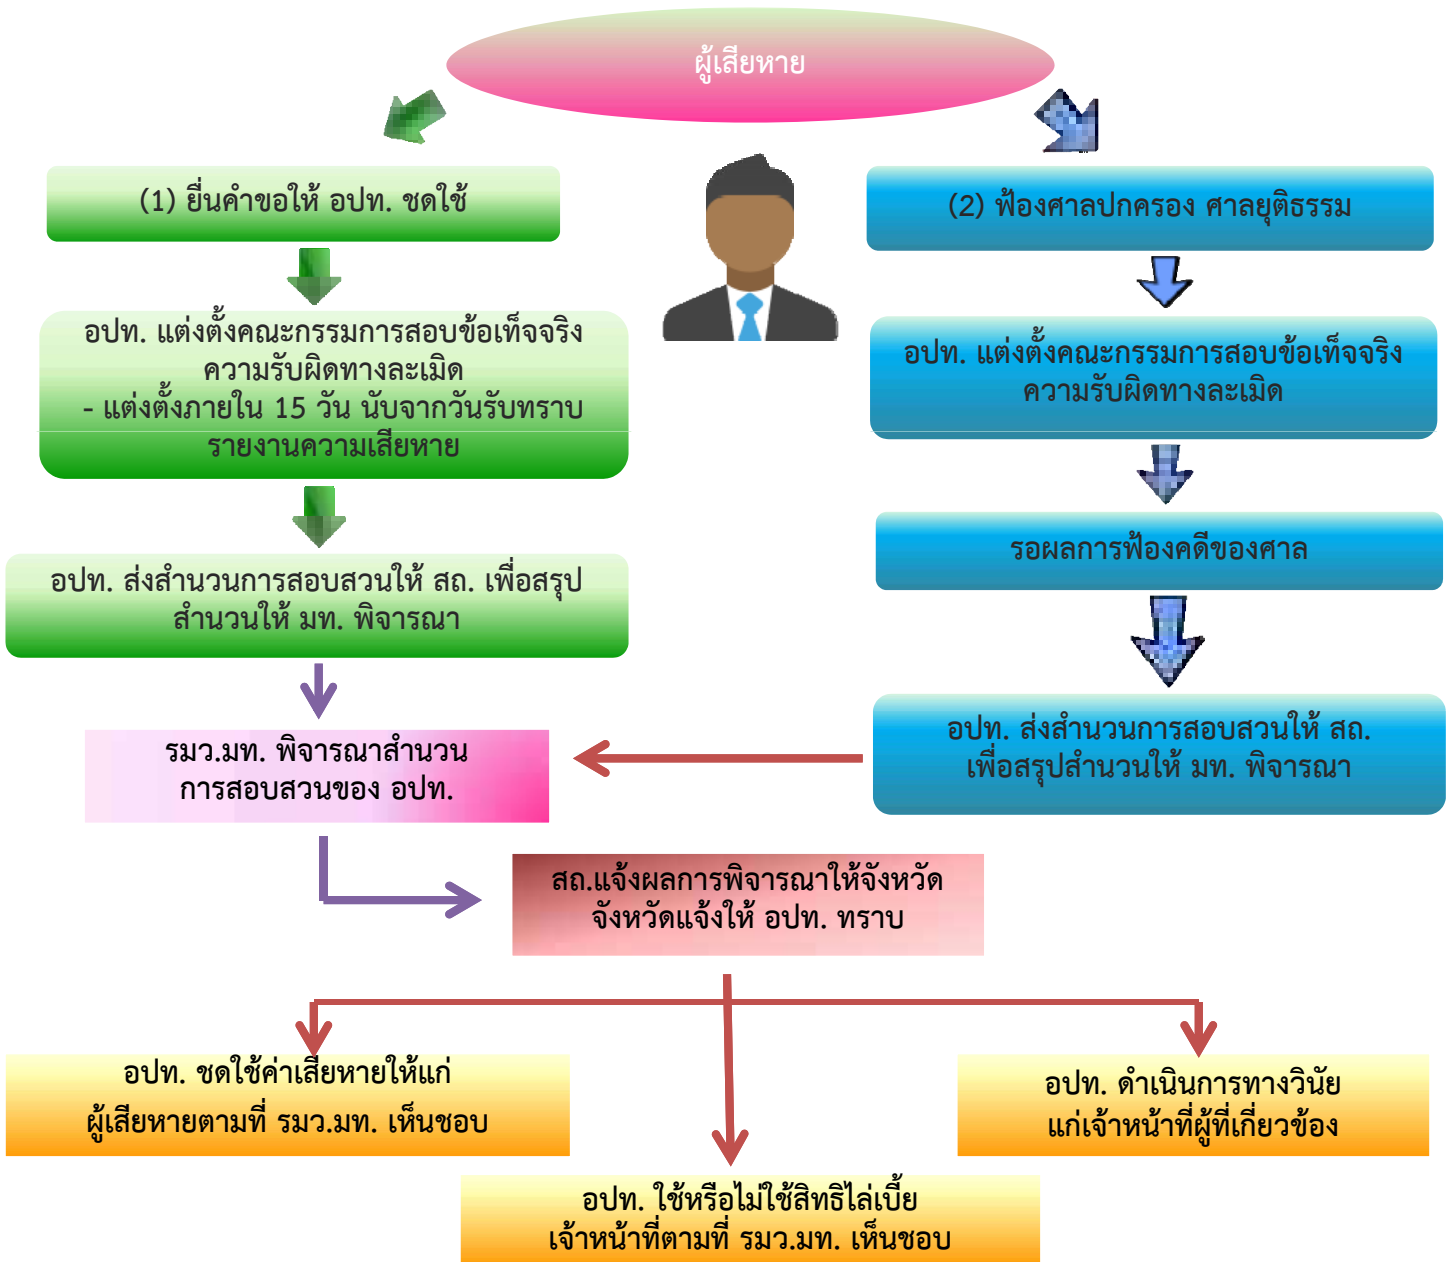 ผู้เสียหาย
(1) ยื่นคำขอให้ อปท. ชดใช้
อปท. แต่งตั้งคณะกรรมการสอบข้อเท็จจริง
ความรับผิดทางละเมิด
- แต่งตั้งภายใน 15 วัน นับจากวันรับทราบ
รายงานความเสียหาย
อปท. ส่งสำนวนการสอบสวนให้ สถ. เพื่อสรุป
สำนวนให้ มท. พิจารณา
(2) ฟ้องศาลปกครอง ศาลยุติธรรม
อปท. แต่งตั้งคณะกรรมการสอบข้อเท็จจริง
ความรับผิดทางละเมิด
รอผลการฟ้องคดีของศาล
อปท. ส่งสำนวนการสอบสวนให้ สถ.
เพื่อสรุปสำนวนให้ มท. พิจารณา
รมว.มท. พิจารณาสำนวน
การสอบสวนของ อปท.
สถ.แจ้งผลการพิจารณาให้จังหวัด
จังหวัดแจ้งให้ อปท. ทราบ
อปท. ชดใช้ค่าเสียหายให้แก่
ผู้เสียหายตามที่ รมว.มท. เห็นชอบ
อปท. ใช้หรือไม่ใช้สิทธิไล่เบี้ย
เจ้าหน้าที่ตามที่ รมว.มท. เห็นชอบ
อปท. ดำเนินการทางวินัย
แก่เจ้าหน้าที่ผู้ที่เกี่ยวข้อง